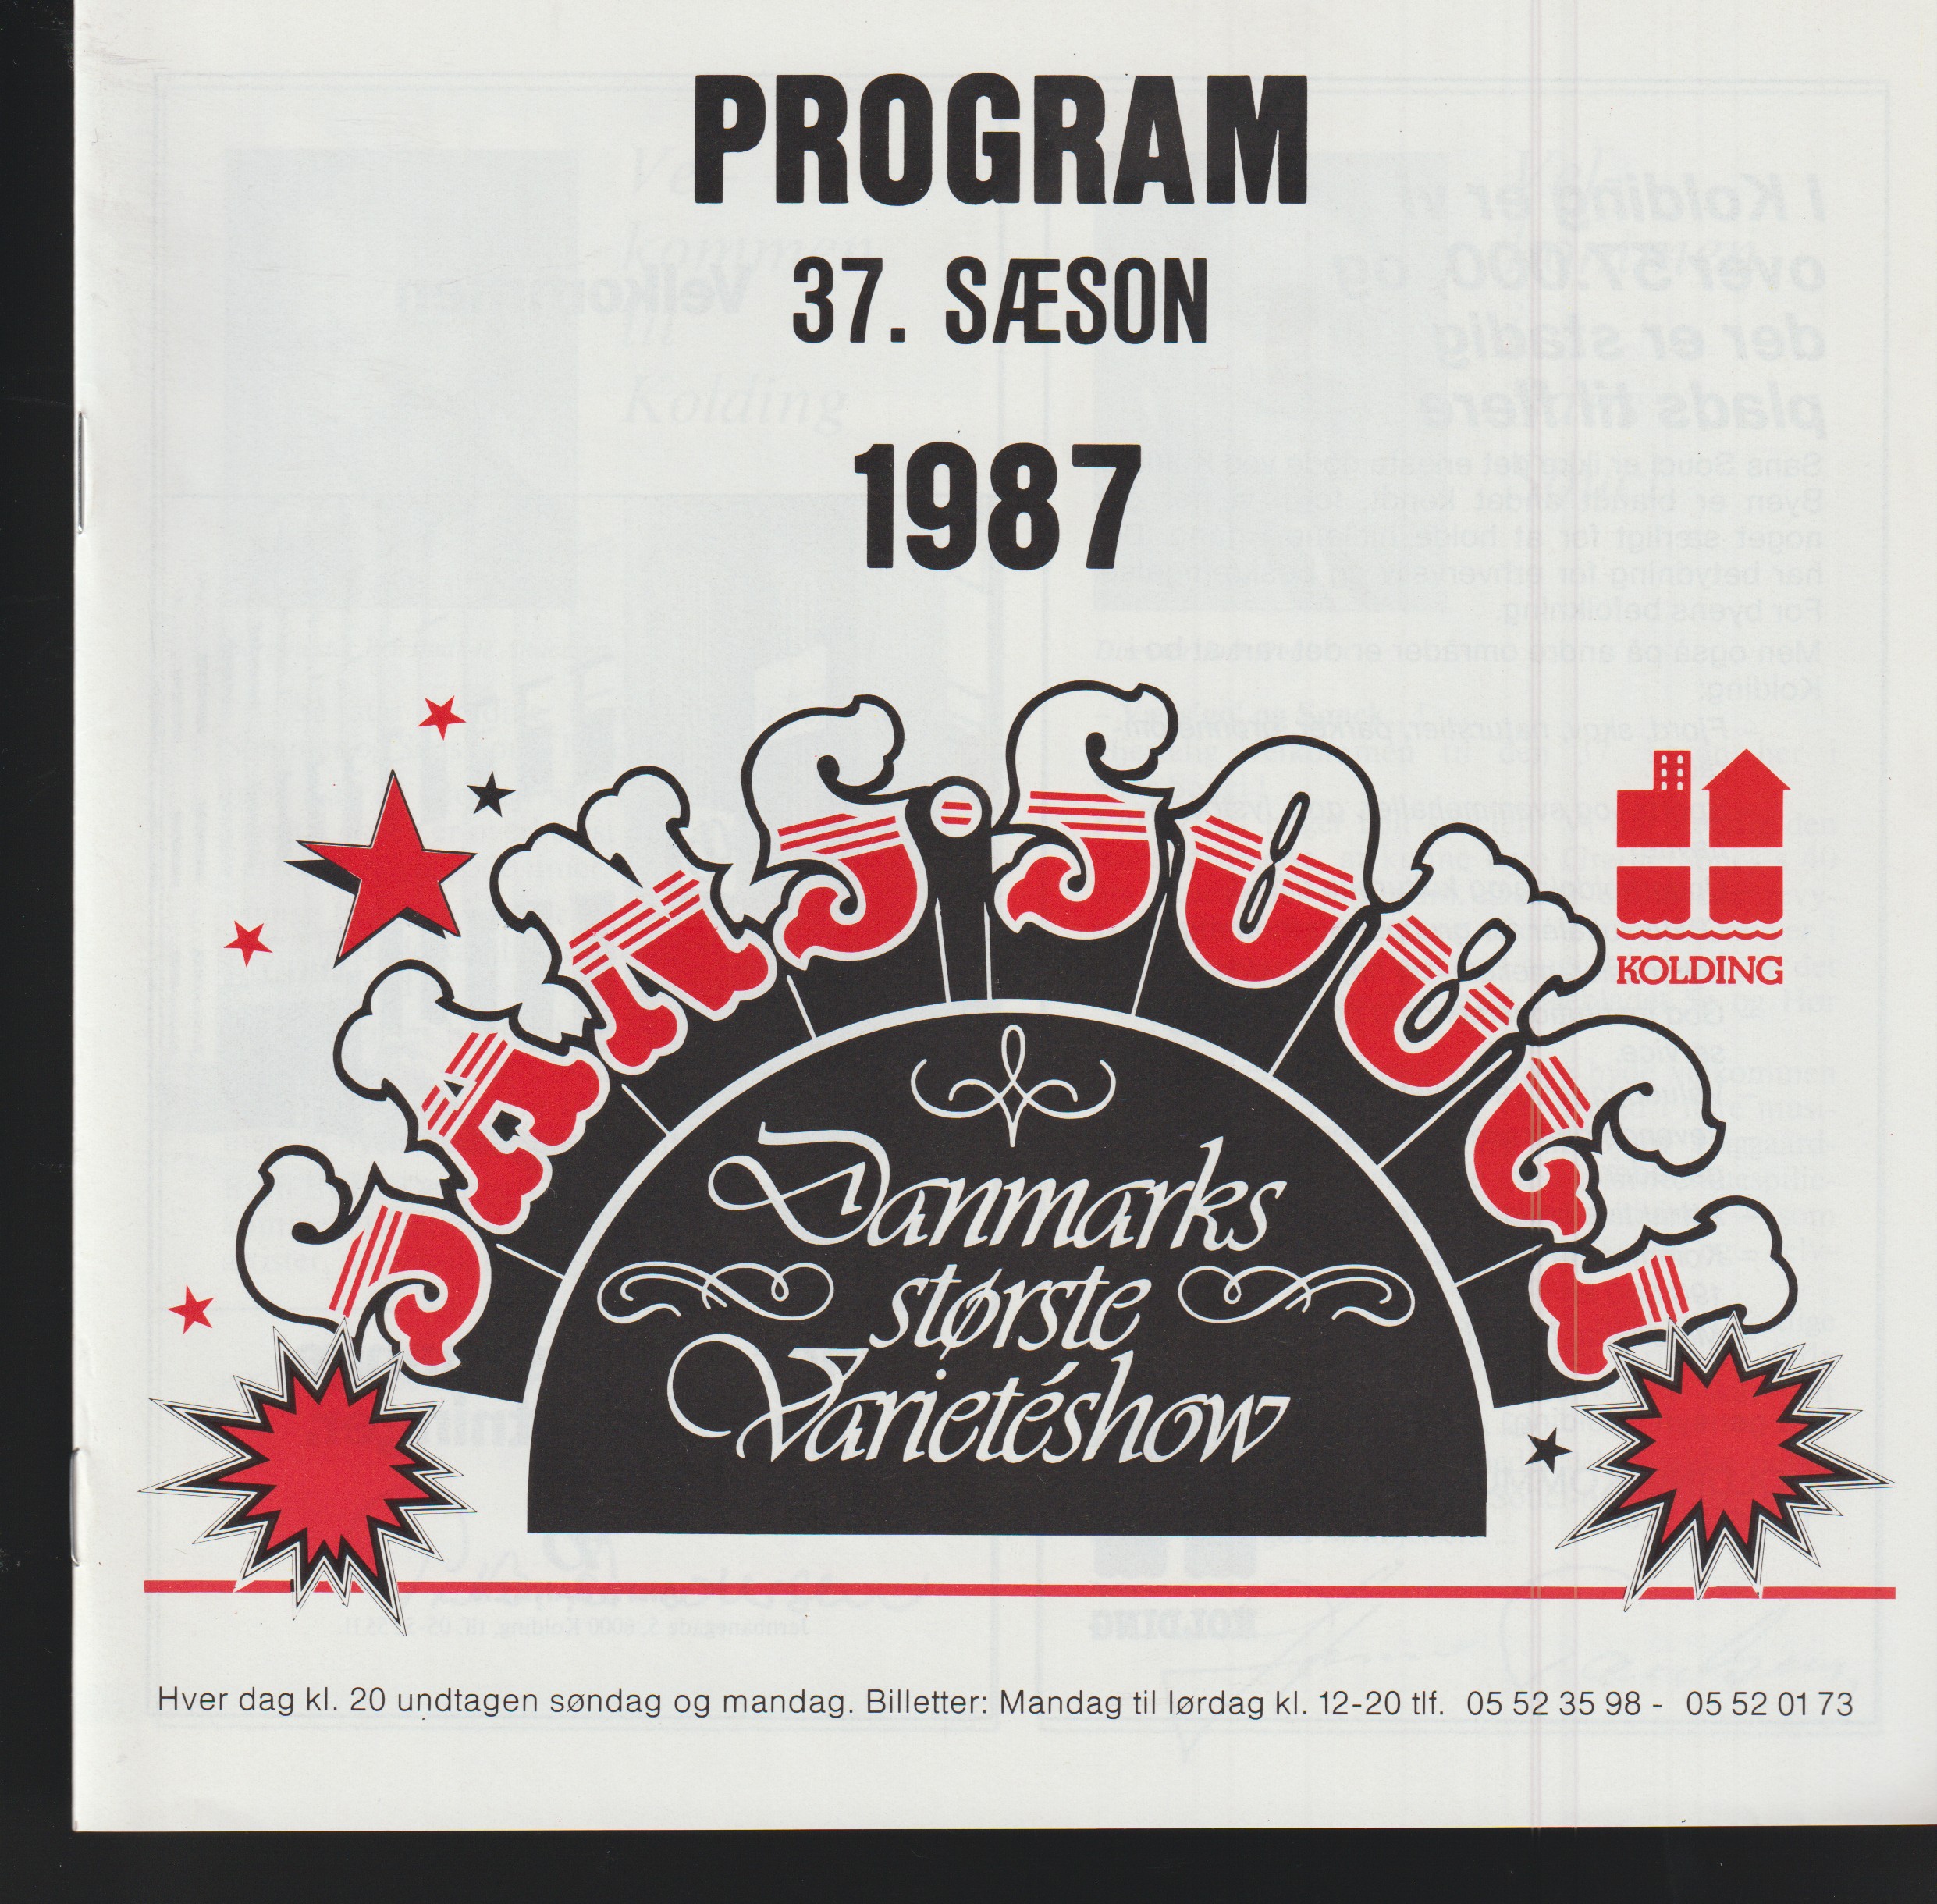 PROGRAM
37. SÆSON
1987
SANS SOUCI
KOLDING
Danmarks
største
Varietéshow
Hver dag kl. 20 undtagen søndag og mandag. Billetter: Mandag til lørdag kl. 12-20 tlf. 05 52 35 98 - 05 52 01 73